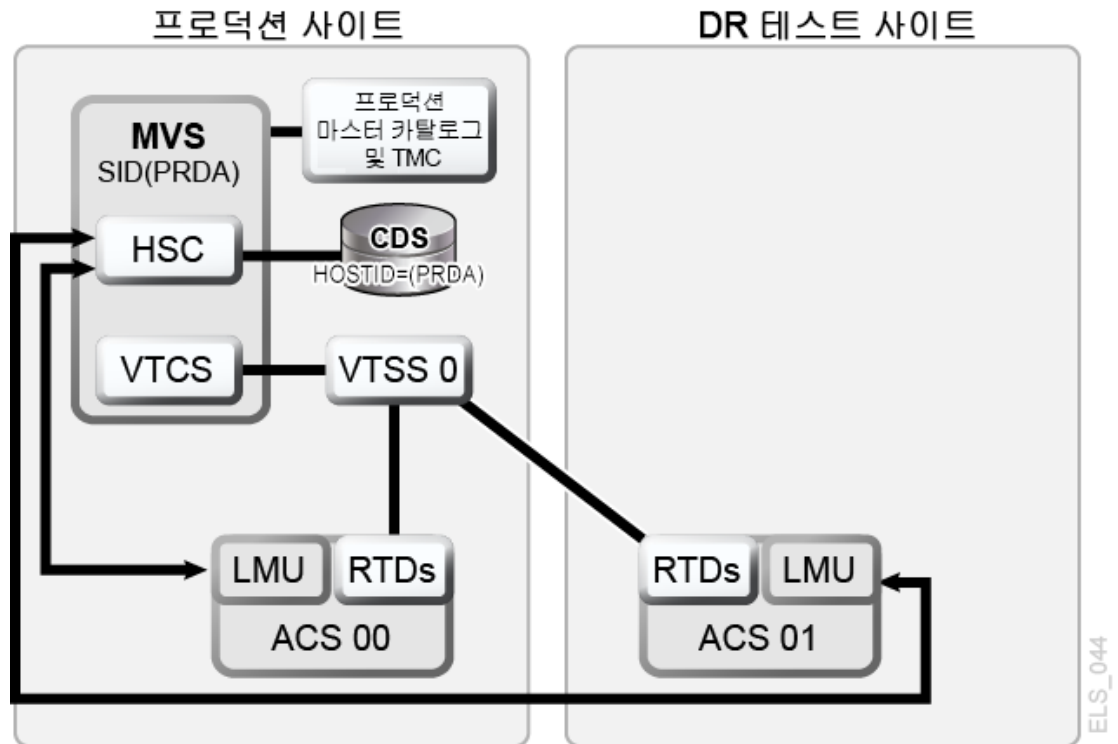 프로덕션 사이트
DR 테스트 사이트
MVS
SID(PRDA)
프로덕션
마스터 카탈로그
및 TMC
HSC
CDS
HOSTID=(PRDA)
VTCS
VTSS 0
LMU
RTDs
ACS 00
RTDs
LMU
ACS 01
ELS_044